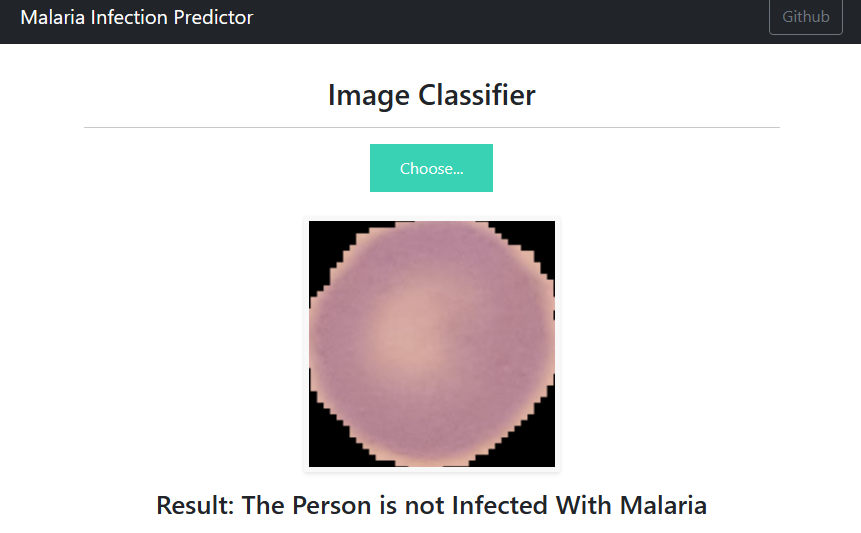 Malaria Infection Predictor
Github
Image Classifier
Choose...
Result: The Person is not Infected With Malaria